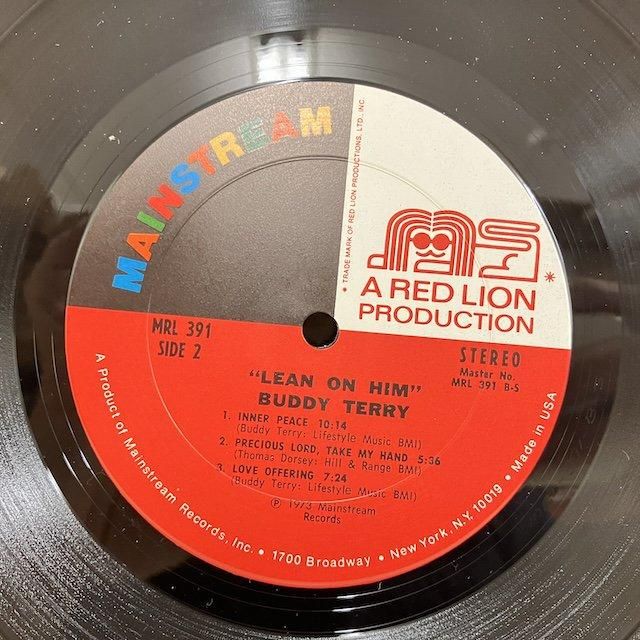 MAINSTREAM
* TRADE MARK OF RED LION PRODUCTIONS, LTD., INC.
ms*
A RED LION
PRODUCTION
MRL 391
SIDE 2
STEREO
Master No.
MRL 391 B-S
"LEAN ON HIM"
BUDDY TERRY
1. INNER PEACE 10:14
(Buddy Terry: Lifestyle Music BMI)
2. PRECIOUS LORD, TAKE MY HAND 5:36
(Thomas Dorsey: Hill & Range BMI)
3. LOVE OFFERING 7:24
(Buddy Terry: Lifestyle Music BMI)
℗ 1973 Mainstream
Records
A Product of Mainstream Records, Inc. • 1700 Broadway • New York, N.Y. 10019 • Made in USA